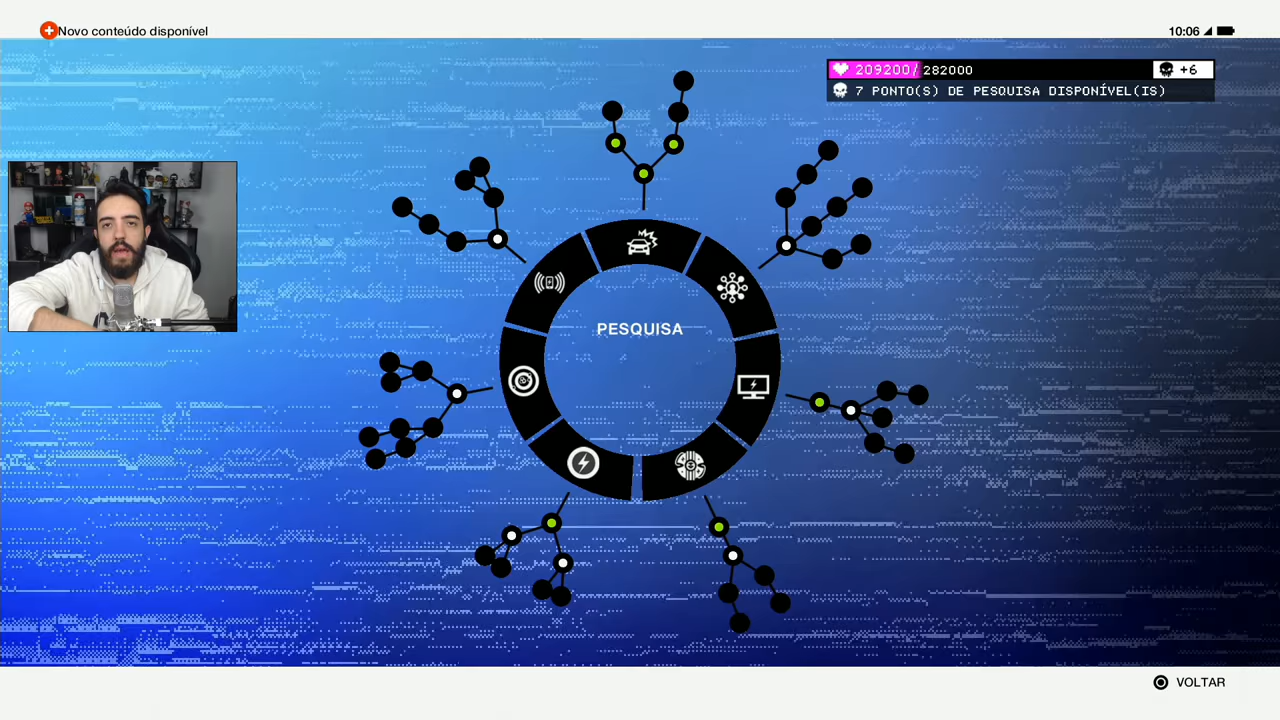 Novo conteúdo disponível
10:06
209200/ 282000
+6
7 PONTO(S) DE PESQUISA DISPONÍVEL(IS)
PESQUISA
VOLTAR